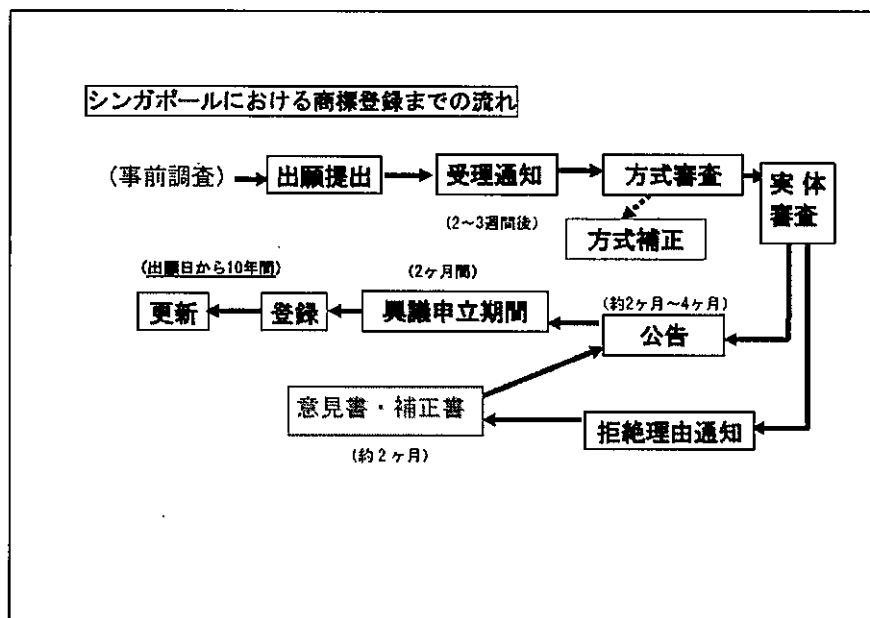 シンガポールにおける商標登録までの流れ
(事前調査)
出願提出
受理通知
方式審査
実体
審査
(2～3週間後)
方式補正
(出願日から10年間)
(2ヶ月間)
(約2ヶ月～4ヶ月)
更新
登録
異議申立期間
公告
意見書・補正書
拒絶理由通知
(約2ヶ月)